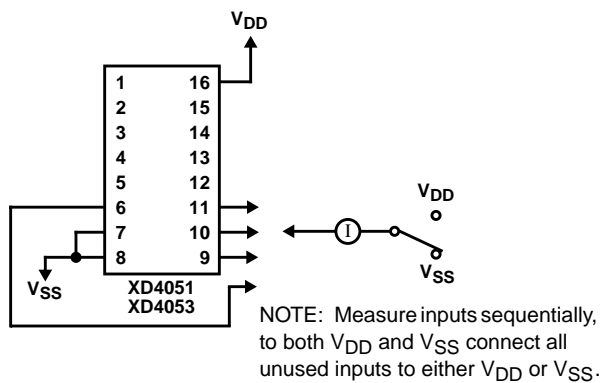 VDD
1 16
2 15
3 14
4 13
5 12
6 11
7 10
8 9
VSS
XD4051
XD4053
I
VDD
VSS
NOTE: Measure inputs sequentially,
to both VDD and VSS connect all
unused inputs to either VDD or VSS.